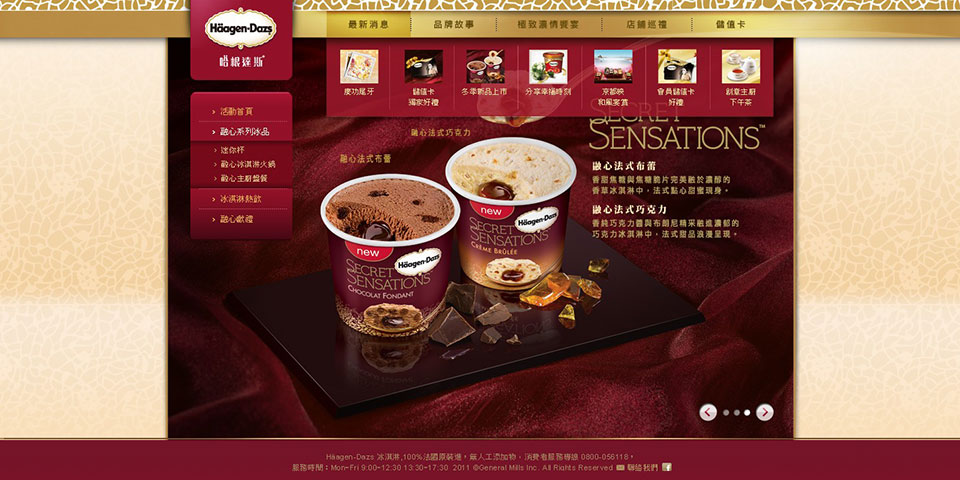 Häagen-Dazs
哈根達斯
最新消息
品牌故事
極致濃情饗宴
店鋪巡禮
儲值卡
慶功尾牙
儲值卡
獨家好禮
冬季新品上市
分享幸福時刻
京都映
和風宴賞
會員儲值卡
好禮
創意主廚
下午茶
活動首頁
融心系列冰品
迷你杯
融心冰淇淋火鍋
融心主廚盤餐
冰淇淋熱飲
融心獻禮
融心法式巧克力
融心法式布蕾
SECRET
SENSATIONS™
融心法式布蕾
香甜焦糖與焦糖脆片完美融於濃醇的
香草冰淇淋中，法式點心甜蜜現身。
融心法式巧克力
香純巧克力醬與布朗尼精采融進濃郁的
巧克力冰淇淋中，法式甜品浪漫呈現。
new
Häagen-Dazs
SECRET
SENSATIONS
CRÈME BRÛLÉE
new
Häagen-Dazs
SECRET
SENSATIONS
CHOCOLAT FONDANT
Häagen-Dazs 冰淇淋,100%法國原裝進。無人工添加物，消費者服務專線 0800-056118。
服務時間：Mon-Fri 9:00-12:30 13:30-17:30 2011 ©General Mills Inc. All Rights Reserved 聯絡我們